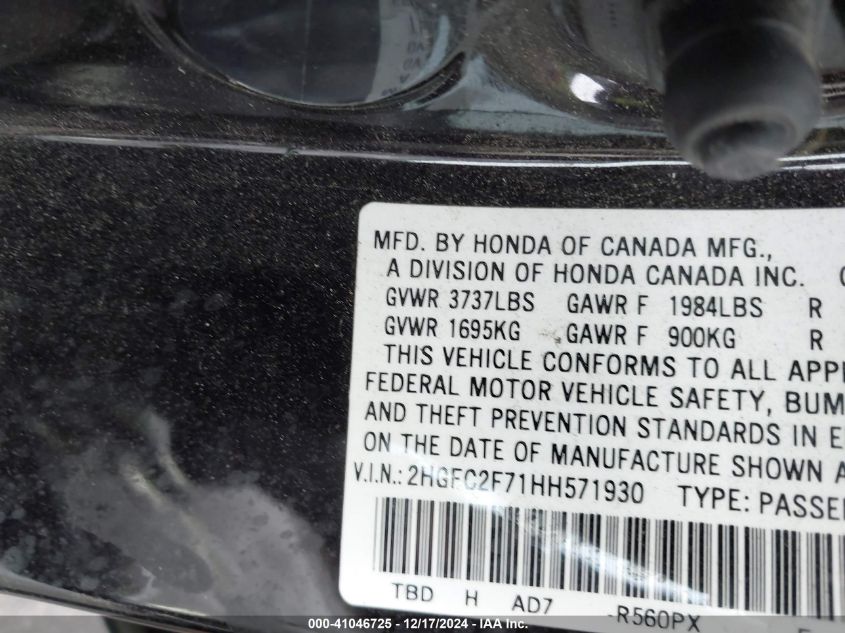 MFD. BY HONDA OF CANADA MFG.,
A DIVISION OF HONDA CANADA INC.
GVWR 3737LBS GAWR F 1984LBS R
GVWR 1695KG GAWR F 900KG R
THIS VEHICLE CONFORMS TO ALL APPI
FEDERAL MOTOR VEHICLE SAFETY, BUM
AND THEFT PREVENTION STANDARDS IN E
ON THE DATE OF MANUFACTURE SHOWN A
V.I.N.: 2HGFC2F71HH571930 TYPE: PASSE
TBD H AD7 -R560PX
000-41046725 - 12/17/2024 - IAA Inc.